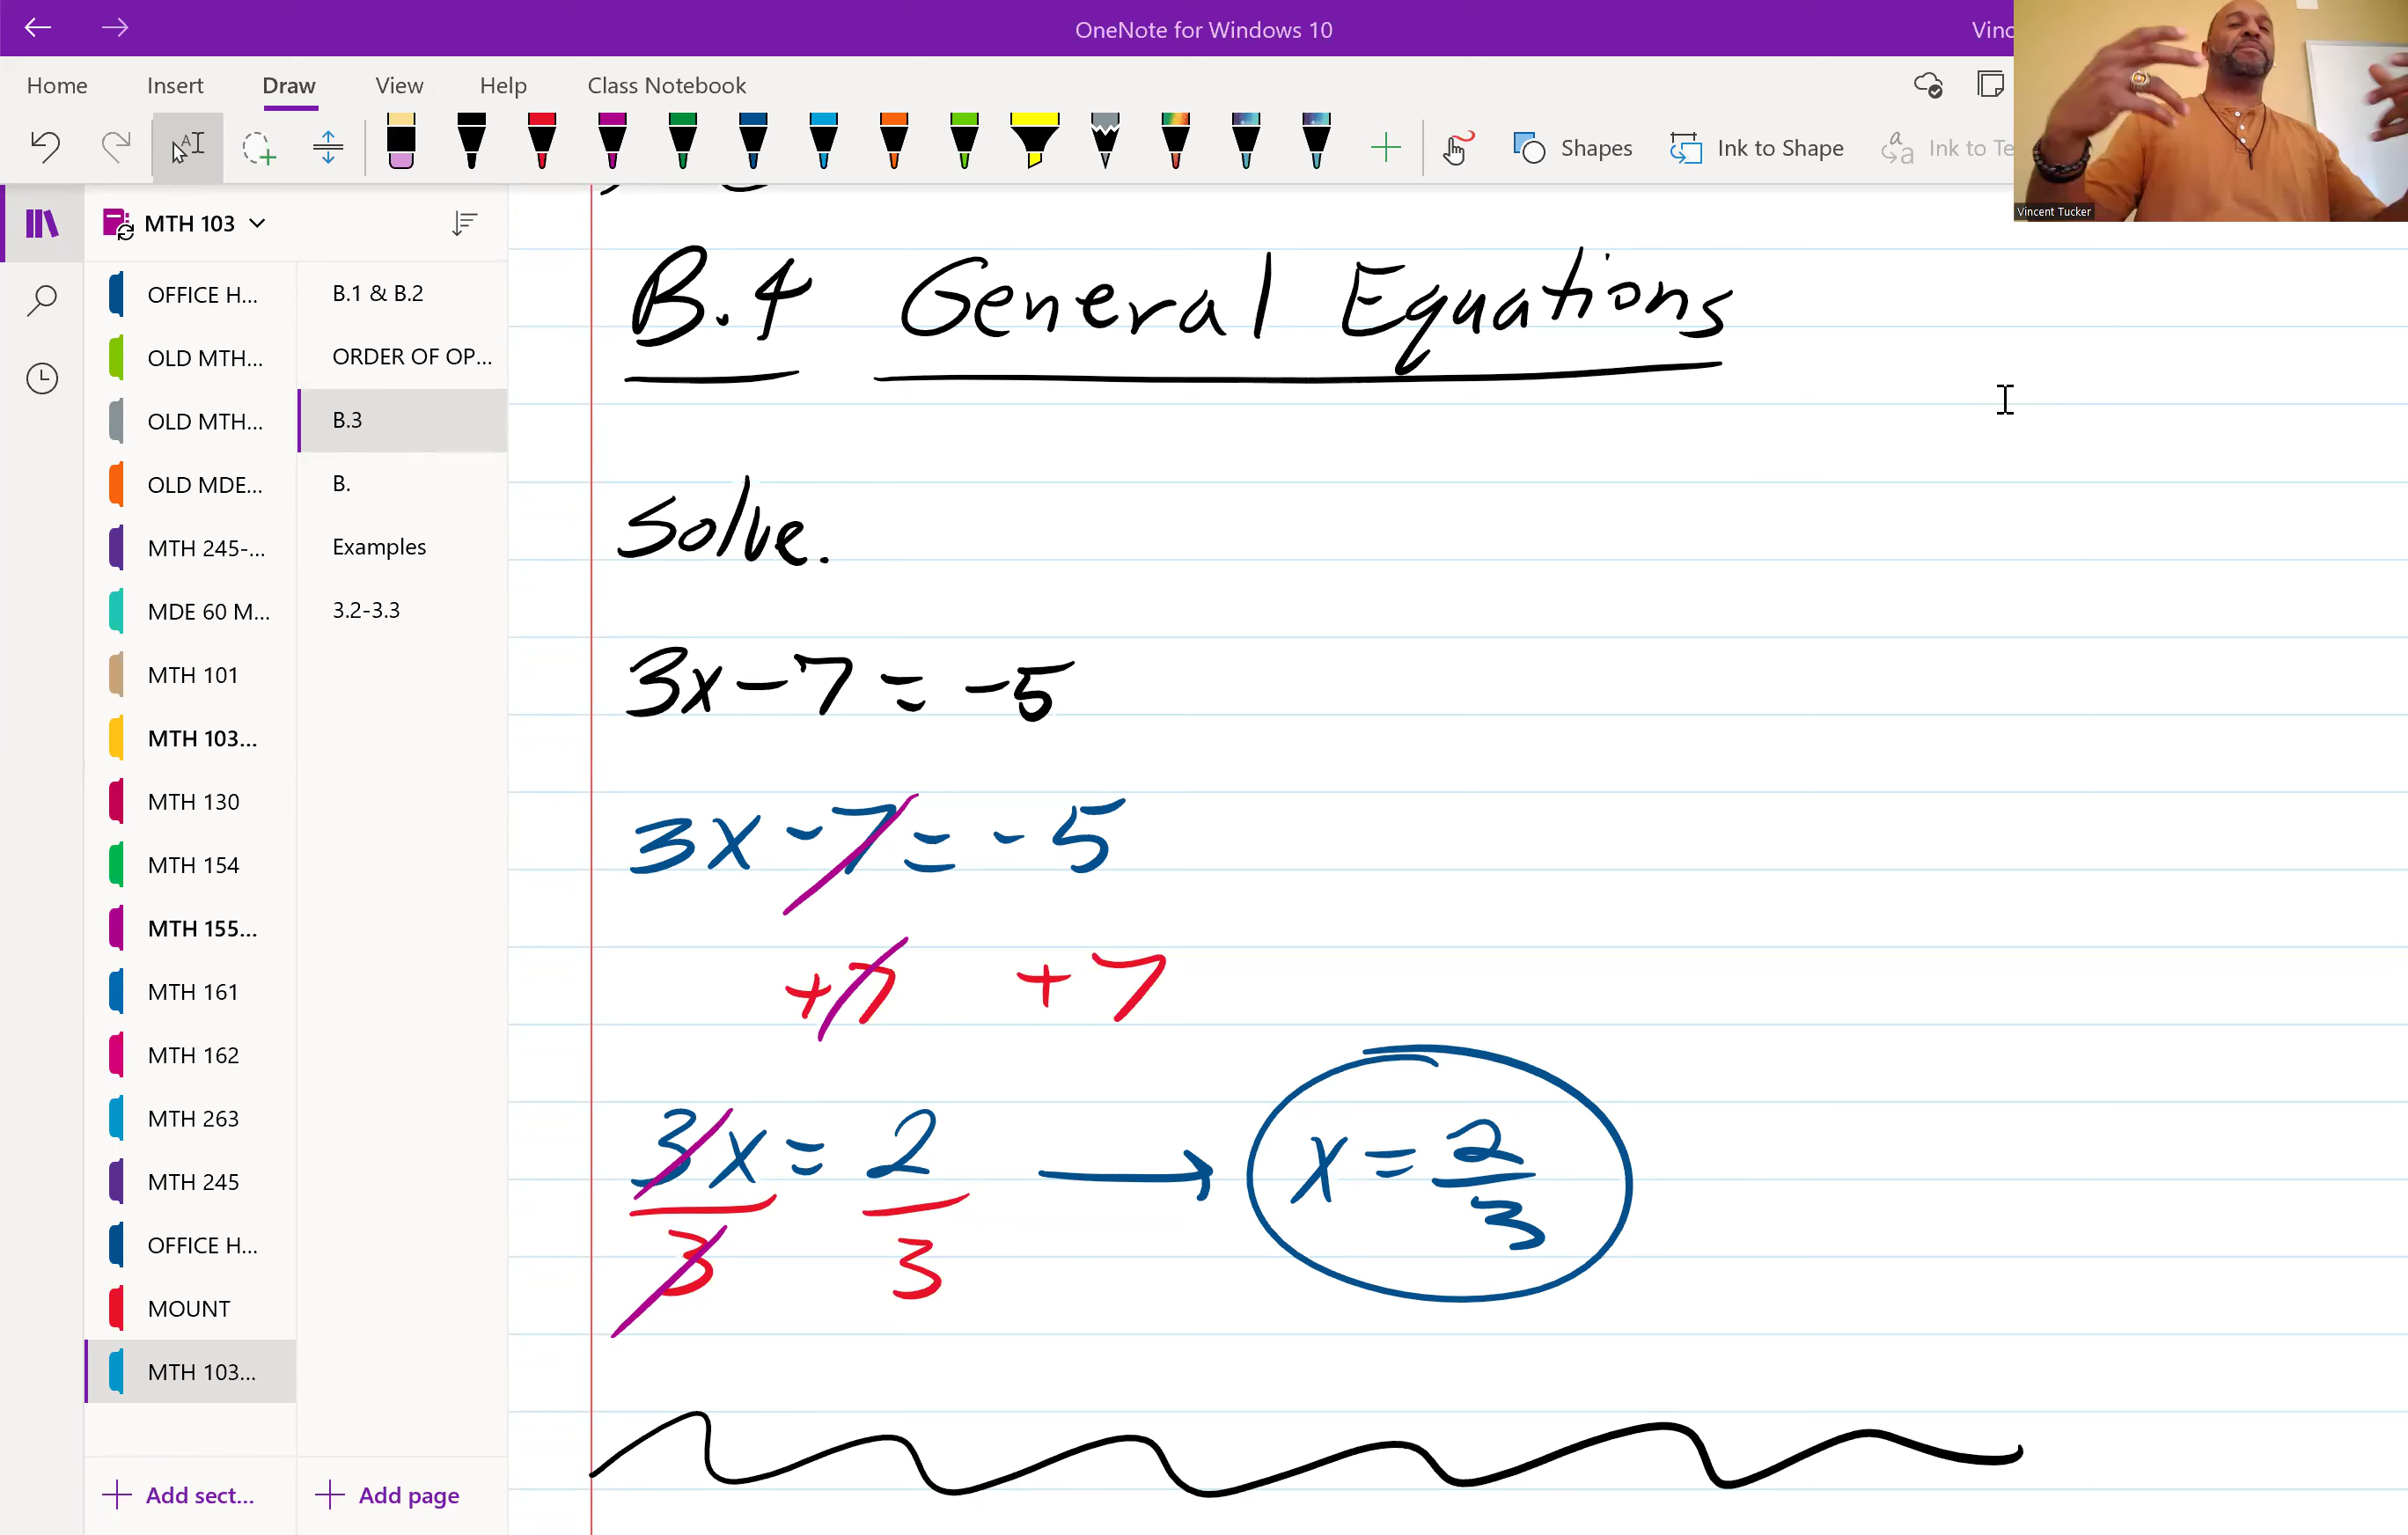 OneNote for Windows 10
Vinc
Home Insert Draw View Help Class Notebook
Shapes Ink to Shape Ink to Te
Vincent Tucker
MTH 103
OFFICE H...
OLD MTH...
OLD MTH...
OLD MDE...
MTH 245-...
MDE 60 M...
MTH 101
MTH 103...
MTH 130
MTH 154
MTH 155...
MTH 161
MTH 162
MTH 263
MTH 245
OFFICE H...
MOUNT
MTH 103...
Add sect...
B.1 & B.2
ORDER OF OP...
B.3
B.
Examples
3.2-3.3
Add page
B.4 General Equations
Solve.
3x-7=-5
3x-7=-5
+7 +7
3x/3 = 2/3 → x = 2/3